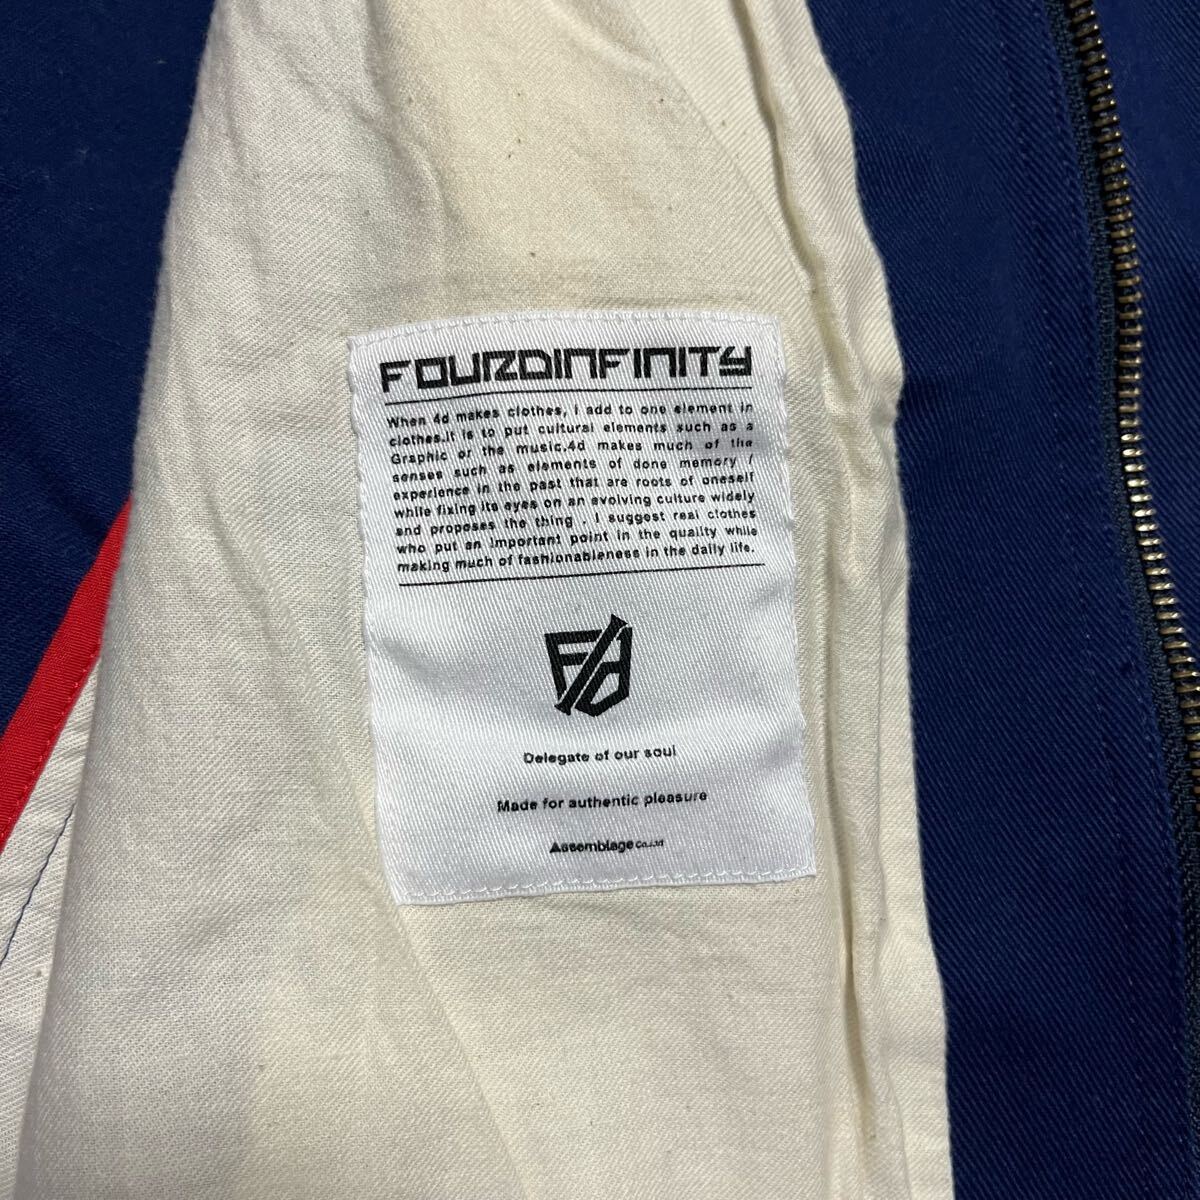 FOURDINFINITY
When 4d makes clothes, I add to one element in
clothes.It is to put cultural elements such as a
Graphic or the music.4d makes much of the
senses such as elements of done memory /
experience in the past that are roots of oneself
while fixing its eyes on an evolving culture widely
and proposes the thing . I suggest real clothes
who put an important point in the quality while
making much of fashionableness in the daily life.
F/D
Delegate of our soul
Made for authentic pleasure
Assemblage Co.,Ltd